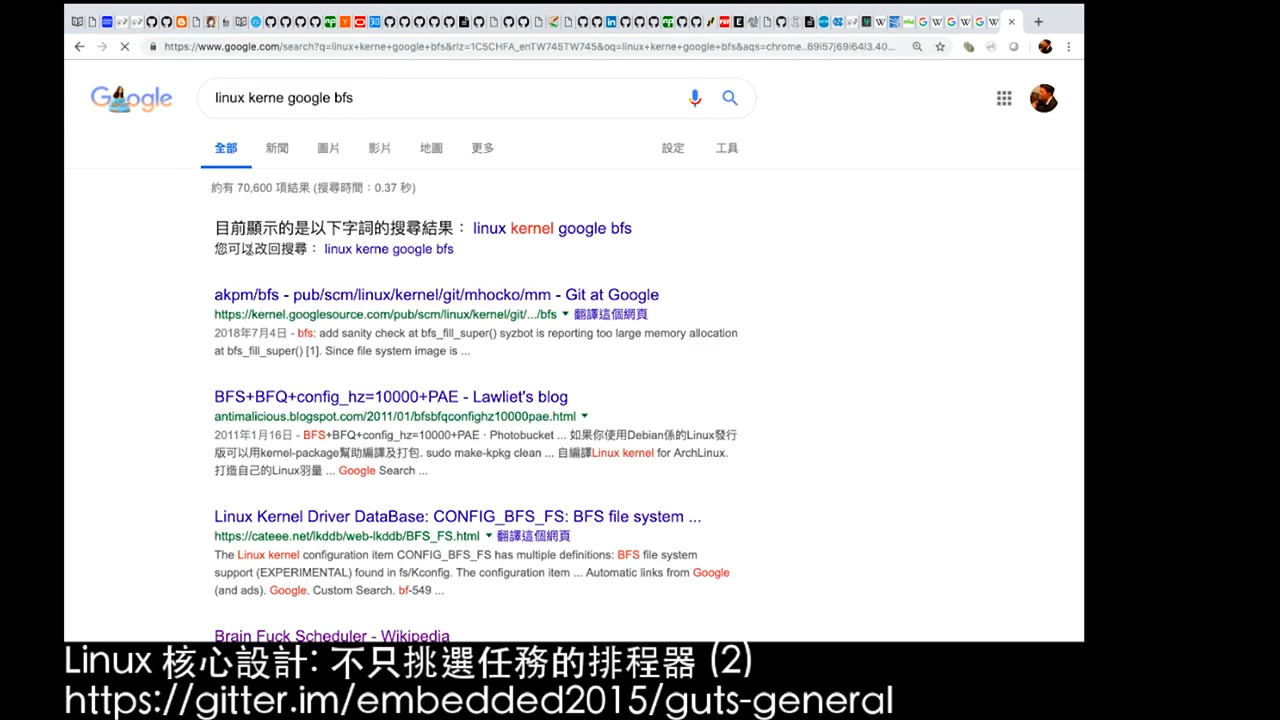 https://www.google.com/search?q=linux+kerne+google+bfs&rlz=1C5CHFA_enTW745TW745&oq=linux+kerne+google+bfs&aqs=chrome..69i57j69i64l3.40...
Google
linux kerne google bfs
全部 新聞 圖片 影片 地圖 更多 設定 工具
約有 70,600 項結果 (搜尋時間：0.37 秒)
目前顯示的是以下字詞的搜尋結果： linux kernel google bfs
您可以改回搜尋： linux kerne google bfs
akpm/bfs - pub/scm/linux/kernel/git/mhocko/mm - Git at Google
https://kernel.googlesource.com/pub/scm/linux/kernel/git/.../bfs 翻譯這個網頁
2018年7月4日 - bfs: add sanity check at bfs_fill_super() syzbot is reporting too large memory allocation
at bfs_fill_super() [1]. Since file system image is ...
BFS+BFQ+config_hz=10000+PAE - Lawliet's blog
antimalicious.blogspot.com/2011/01/bfsbfqconfighz10000pae.html
2011年1月16日 - BFS+BFQ+config_hz=10000+PAE · Photobucket ... 如果你使用Debian係的Linux發行
版可以用kernel-package幫助編譯及打包. sudo make-kpkg clean ... 自編譯Linux kernel for ArchLinux.
打造自己的Linux羽量 ... Google Search ...
Linux Kernel Driver DataBase: CONFIG_BFS_FS: BFS file system ...
https://cateee.net/lkddb/web-lkddb/BFS_FS.html 翻譯這個網頁
The Linux kernel configuration item CONFIG_BFS_FS has multiple definitions: BFS file system
support (EXPERIMENTAL) found in fs/Kconfig. The configuration item ... Automatic links from Google
(and ads). Google. Custom Search. bf-549 ...
Brain Fuck Scheduler - Wikipedia
Linux 核心設計: 不只挑選任務的排程器 (2)
https://gitter.im/embedded2015/guts-general